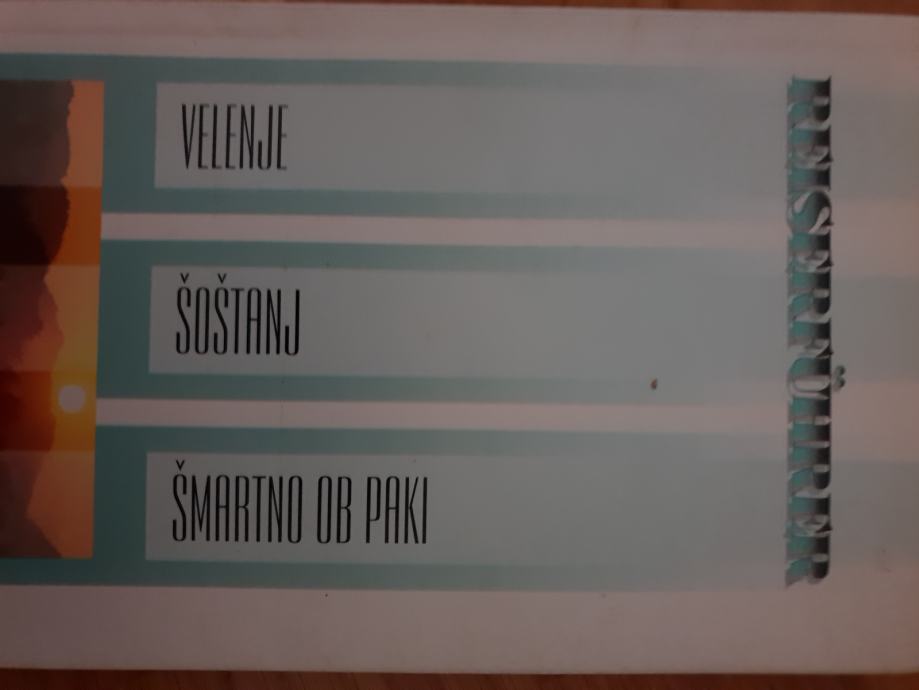 VELENJE
ŠOŠTANJ
ŠMARTNO OB PAKI
REISEFÜHRER